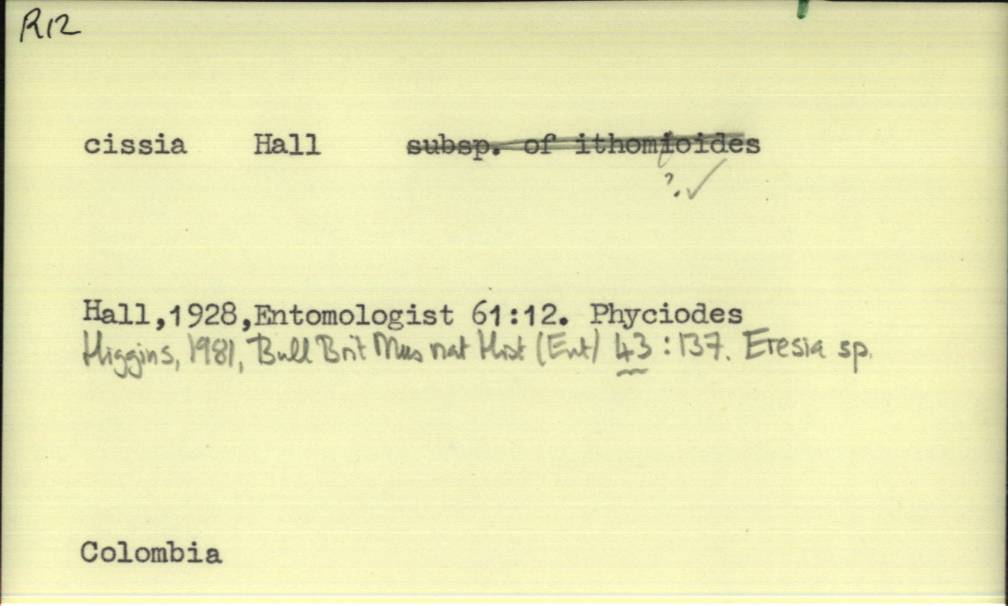 R12
cissia Hall subsp. of ithomioides
?. ✓
Hall,1928,Entomologist 61:12. Phyciodes
Higgins, 1981, Bull Brit Mus nat Hist (Ent) 43:137. Eresia sp.
Colombia